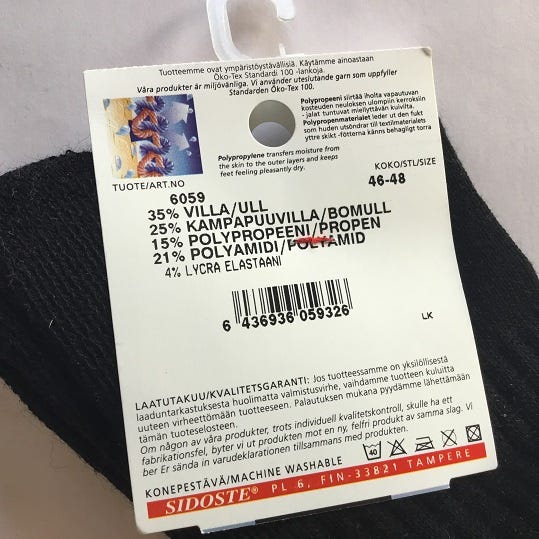 Tuotteemme ovat ympäristöystävällisiä. Käytämme ainoastaan
Öko-Tex Standardi 100 -lankoja.
Våra produkter är miljövänliga. Vi använder uteslutande garn som uppfyller
Standarden Öko-Tex 100.
Polypropeeni siirtää iholta vapautuvan
kosteuden neuloksen ulompiin kerroksiin
- jalat tuntuvat miellyttävän kuivilta.
Polypropenmaterialet leder ut den fukt
som huden utsöndrar till textilmaterialets
yttre skikt -fötterna känns behagligt torra
Polypropylene transfers moisture from
the skin to the outer layers and keeps
feet feeling pleasantly dry.
TUOTE/ART.NO
KOKO/STL/SIZE
6059
46-48
35% VILLA/ULL
25% KAMPAPUUVILLA/BOMULL
15% POLYPROPEENI/PROPEN
21% POLYAMIDI/POLYAMID
4% LYCRA ELASTAANI
6 436936 059326
LK
LAATUTAKUU/KVALITETSGARANTI: Jos tuotteessamme on yksilöllisestä
laaduntarkastuksesta huolimatta valmistusvirhe, vaihdamme tuotteen kuluitta
uuteen virheettömään tuotteeseen. Palautuksen mukana pyydämme lähettämään
tämän tuoteselosteen.
Om någon av våra produkter, trots individuell kvalitetskontroll, skulle ha ett
fabrikationsfel, byter vi ut produkten mot en ny, felfri produkt av samma slag. Vi
ber Er sända in varudeklarationen tillsammans med produkten.
KONEPESTÄVÄ/MACHINE WASHABLE
40
SIDOSTE® PL 6, FIN-33821 TAMPERE